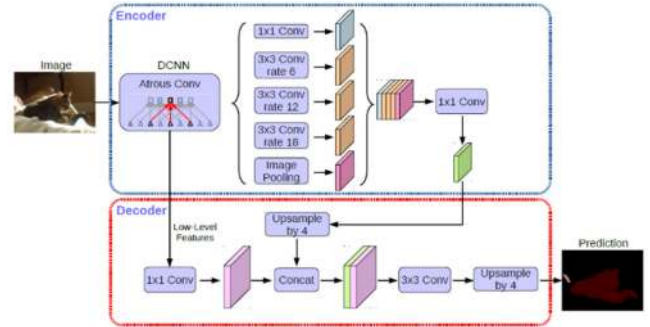 Encoder
Image
DCNN
Atrous Conv
1x1 Conv
3x3 Conv
rate 6
3x3 Conv
rate 12
3x3 Conv
rate 18
Image
Pooling
1x1 Conv
Decoder
Low-Level
Features
Upsample
by 4
1x1 Conv
Concat
3x3 Conv
Upsample
by 4
Prediction